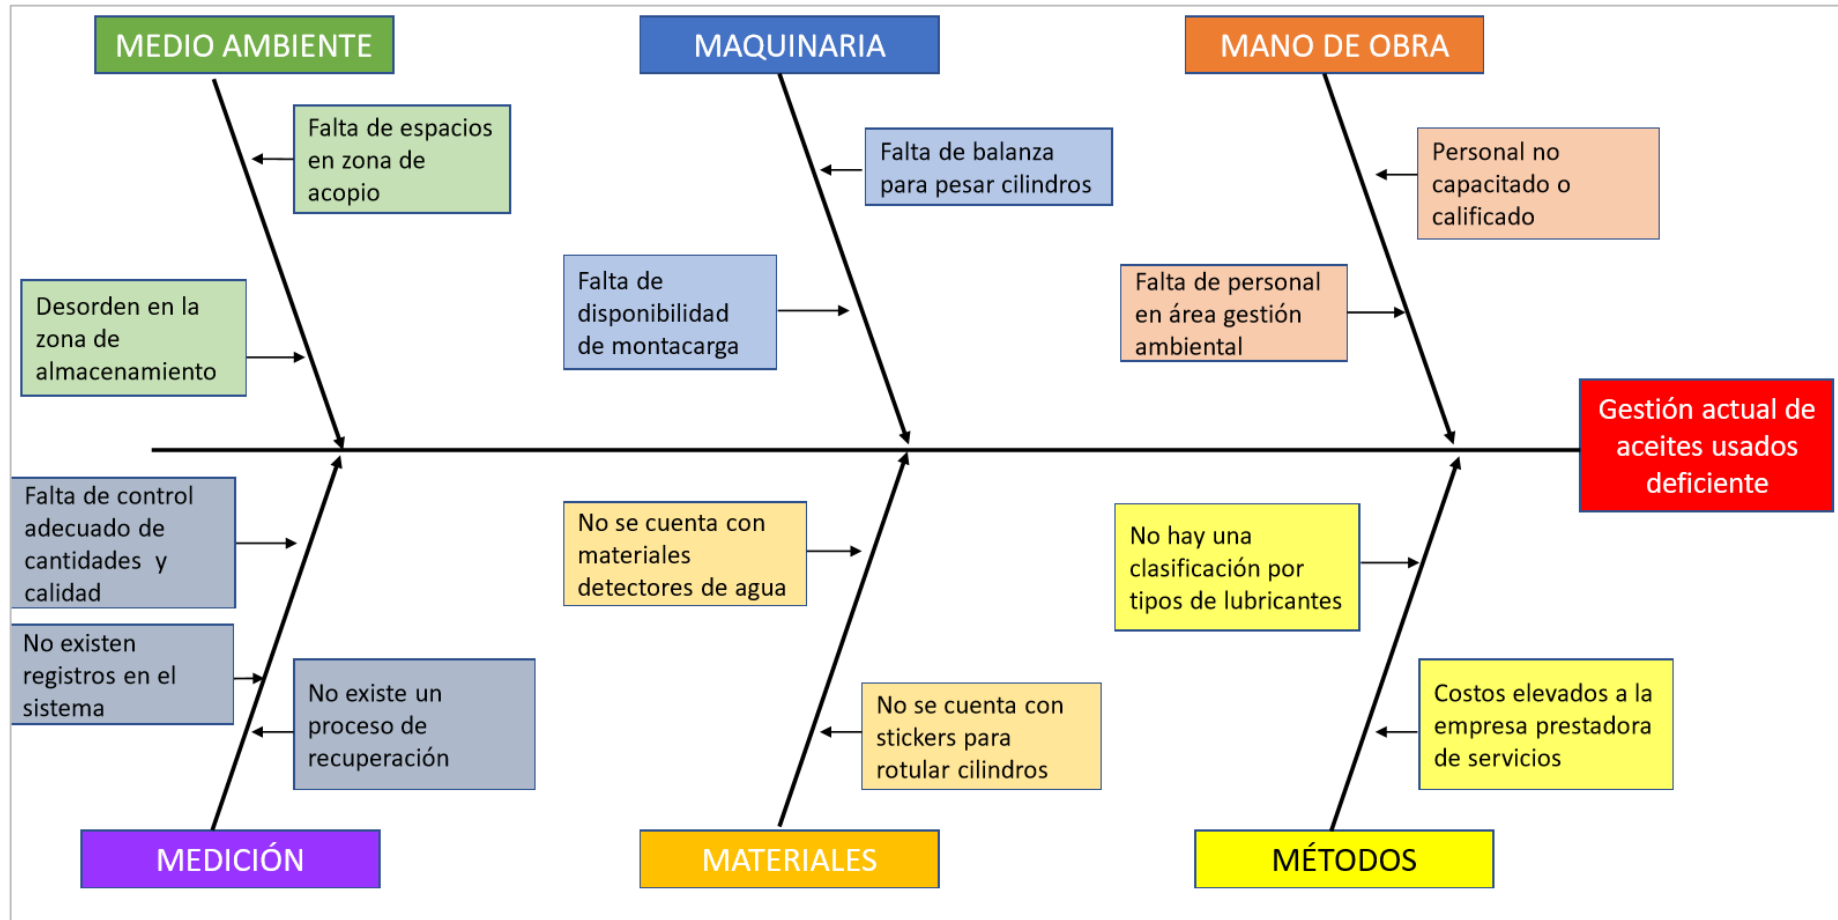 MEDIO AMBIENTE
MAQUINARIA
MANO DE OBRA
Falta de espacios
en zona de
acopio
Falta de balanza
para pesar cilindros
Personal no
capacitado o
calificado
Desorden en la
zona de
almacenamiento
Falta de
disponibilidad
de montacarga
Falta de personal
en área gestión
ambiental
Gestión actual de
aceites usados
deficiente
Falta de control
adecuado de
cantidades y
calidad
No se cuenta con
materiales
detectores de agua
No hay una
clasificación por
tipos de lubricantes
No existen
registros en el
sistema
No existe un
proceso de
recuperación
No se cuenta con
stickers para
rotular cilindros
Costos elevados a la
empresa prestadora
de servicios
MEDICIÓN
MATERIALES
MÉTODOS